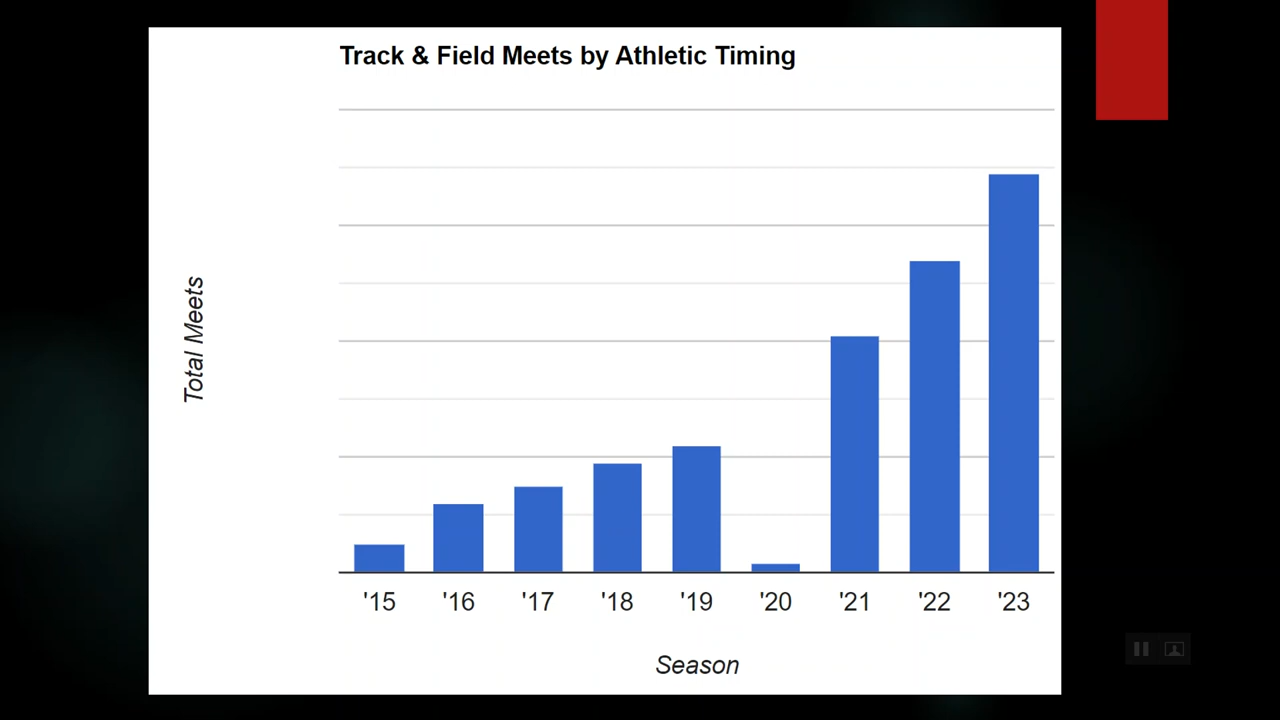 Track & Field Meets by Athletic Timing
Total Meets
'15 '16 '17 '18 '19 '20 '21 '22 '23
Season